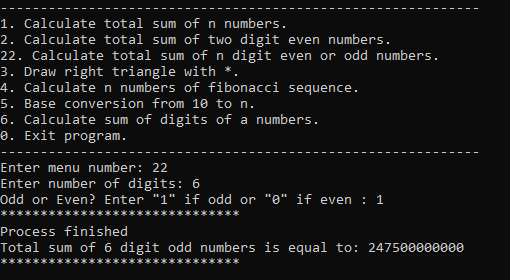 ------------------------------------------------------------
1. Calculate total sum of n numbers.
2. Calculate total sum of two digit even numbers.
22. Calculate total sum of n digit even or odd numbers.
3. Draw right triangle with *.
4. Calculate n numbers of fibonacci sequence.
5. Base conversion from 10 to n.
6. Calculate sum of digits of a numbers.
0. Exit program.
------------------------------------------------------------
Enter menu number: 22
Enter number of digits: 6
Odd or Even? Enter "1" if odd or "0" if even : 1
******************************
Process finished
Total sum of 6 digit odd numbers is equal to: 247500000000
******************************